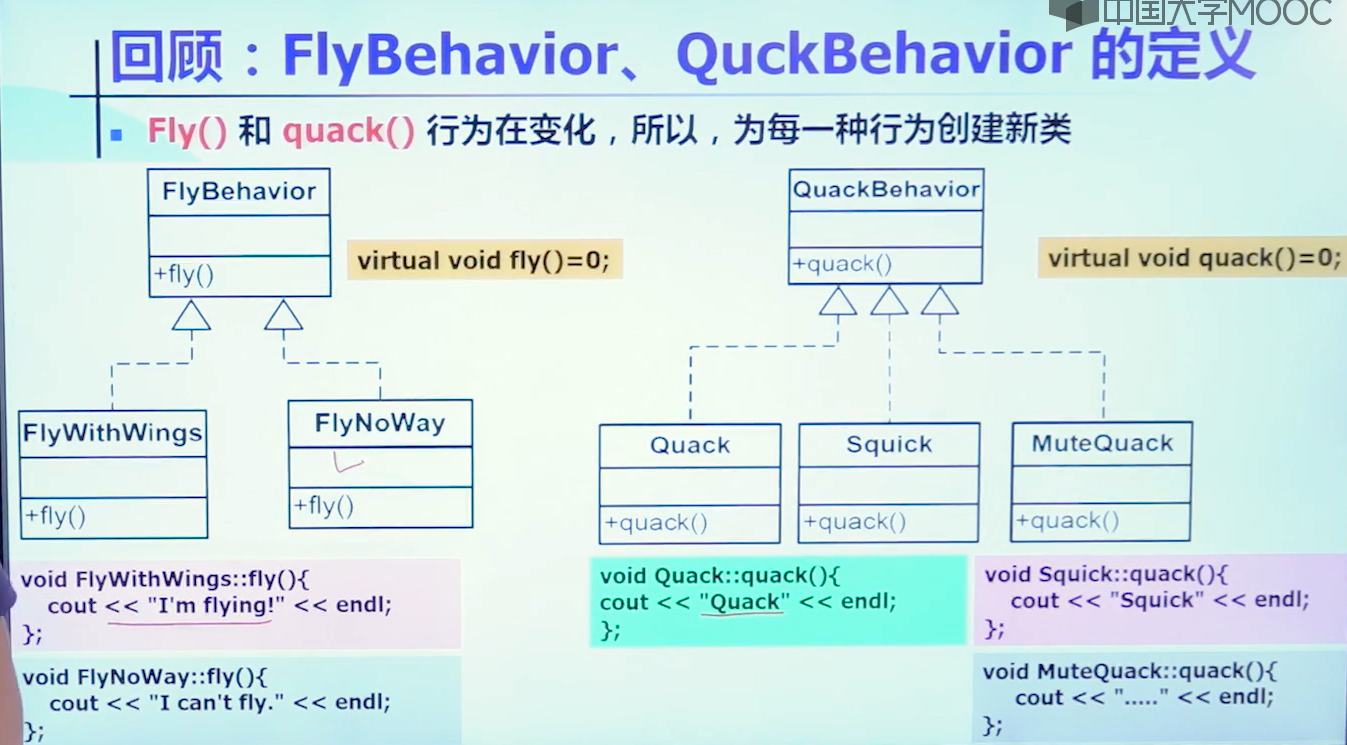 中国大学MOOC
回顾：FlyBehavior、QuckBehavior 的定义
Fly() 和 quack() 行为在变化，所以，为每一种行为创建新类
FlyBehavior
+fly()
virtual void fly()=0;
FlyWithWings
+fly()
FlyNoWay
+fly()
void FlyWithWings::fly(){
cout << "I'm flying!" << endl;
};
void FlyNoWay::fly(){
cout << "I can't fly." << endl;
};
QuackBehavior
+quack()
virtual void quack()=0;
Quack
+quack()
Squick
+quack()
MuteQuack
+quack()
void Quack::quack(){
cout << "Quack" << endl;
};
void Squick::quack(){
cout << "Squick" << endl;
};
void MuteQuack::quack(){
cout << "....." << endl;
};